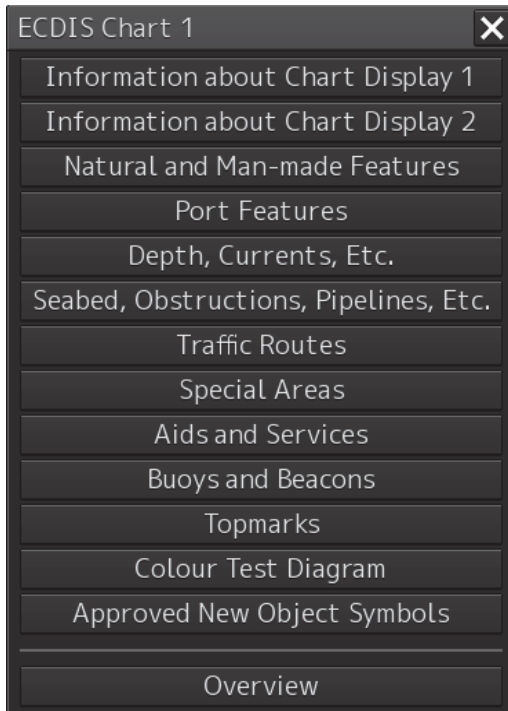 ECDIS Chart 1
Information about Chart Display 1
Information about Chart Display 2
Natural and Man-made Features
Port Features
Depth, Currents, Etc.
Seabed, Obstructions, Pipelines, Etc.
Traffic Routes
Special Areas
Aids and Services
Buoys and Beacons
Topmarks
Colour Test Diagram
Approved New Object Symbols
Overview